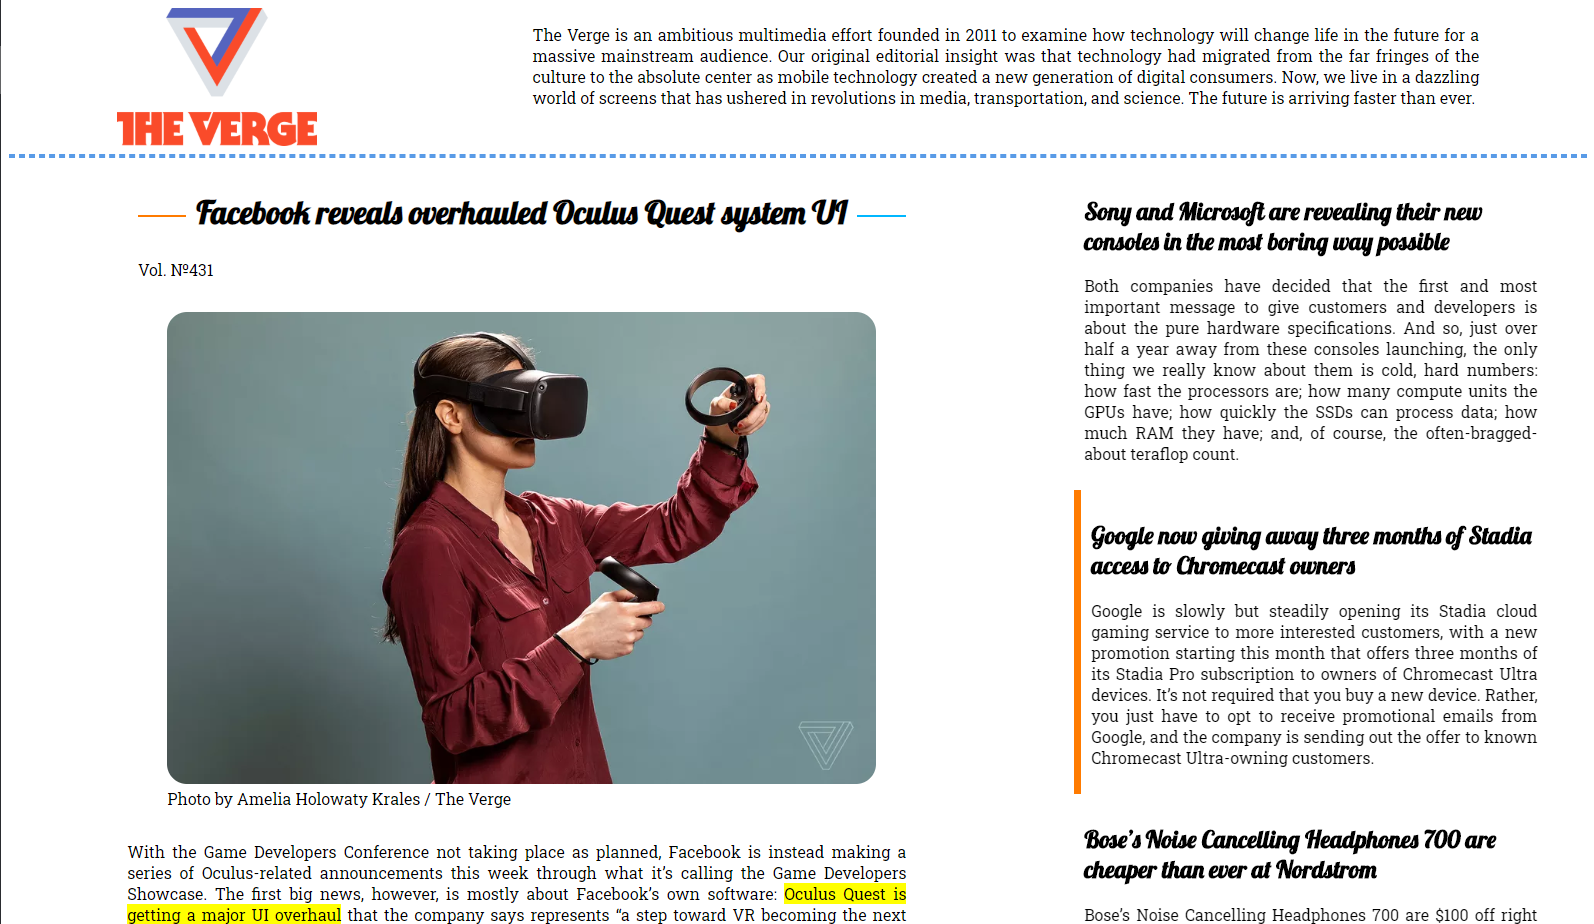 THE VERGE
The Verge is an ambitious multimedia effort founded in 2011 to examine how technology will change life in the future for a
massive mainstream audience. Our original editorial insight was that technology had migrated from the far fringes of the
culture to the absolute center as mobile technology created a new generation of digital consumers. Now, we live in a dazzling
world of screens that has ushered in revolutions in media, transportation, and science. The future is arriving faster than ever.
Facebook reveals overhauled Oculus Quest system UI
Vol. Nº431
Photo by Amelia Holowaty Krales / The Verge
With the Game Developers Conference not taking place as planned, Facebook is instead making a
series of Oculus-related announcements this week through what it’s calling the Game Developers
Showcase. The first big news, however, is mostly about Facebook’s own software: Oculus Quest is
getting a major UI overhaul that the company says represents “a step toward VR becoming the next
Sony and Microsoft are revealing their new
consoles in the most boring way possible
Both companies have decided that the first and most
important message to give customers and developers is
about the pure hardware specifications. And so, just over
half a year away from these consoles launching, the only
thing we really know about them is cold, hard numbers:
how fast the processors are; how many compute units the
GPUs have; how quickly the SSDs can process data; how
much RAM they have; and, of course, the often-bragged-
about teraflop count.
Google now giving away three months of Stadia
access to Chromecast owners
Google is slowly but steadily opening its Stadia cloud
gaming service to more interested customers, with a new
promotion starting this month that offers three months of
its Stadia Pro subscription to owners of Chromecast Ultra
devices. It’s not required that you buy a new device. Rather,
you just have to opt to receive promotional emails from
Google, and the company is sending out the offer to known
Chromecast Ultra-owning customers.
Bose’s Noise Cancelling Headphones 700 are
cheaper than ever at Nordstrom
Bose’s Noise Cancelling Headphones 700 are $100 off right